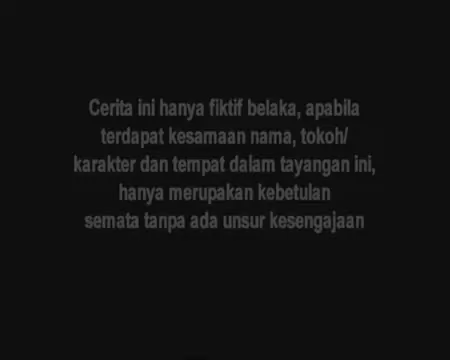 Cerita ini hanya fiktif belaka, apabila
terdapat kesamaan nama, tokoh/
karakter dan tempat dalam tayangan ini,
hanya merupakan kebetulan
semata tanpa ada unsur kesengajaan